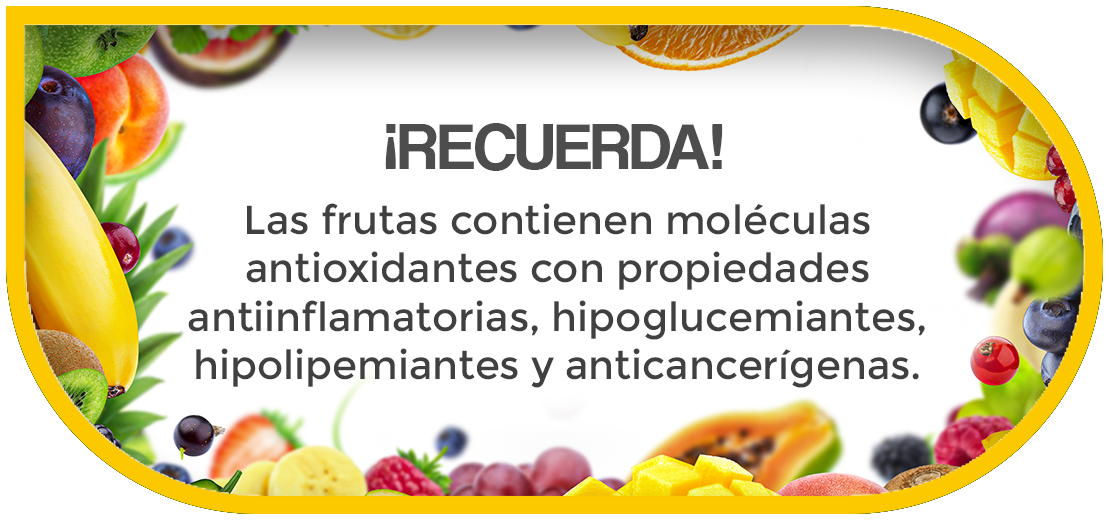 ¡RECUERDA!
Las frutas contienen moléculas
antioxidantes con propiedades
antiinflamatorias, hipoglucemiantes,
hipolipemiantes y anticancerígenas.